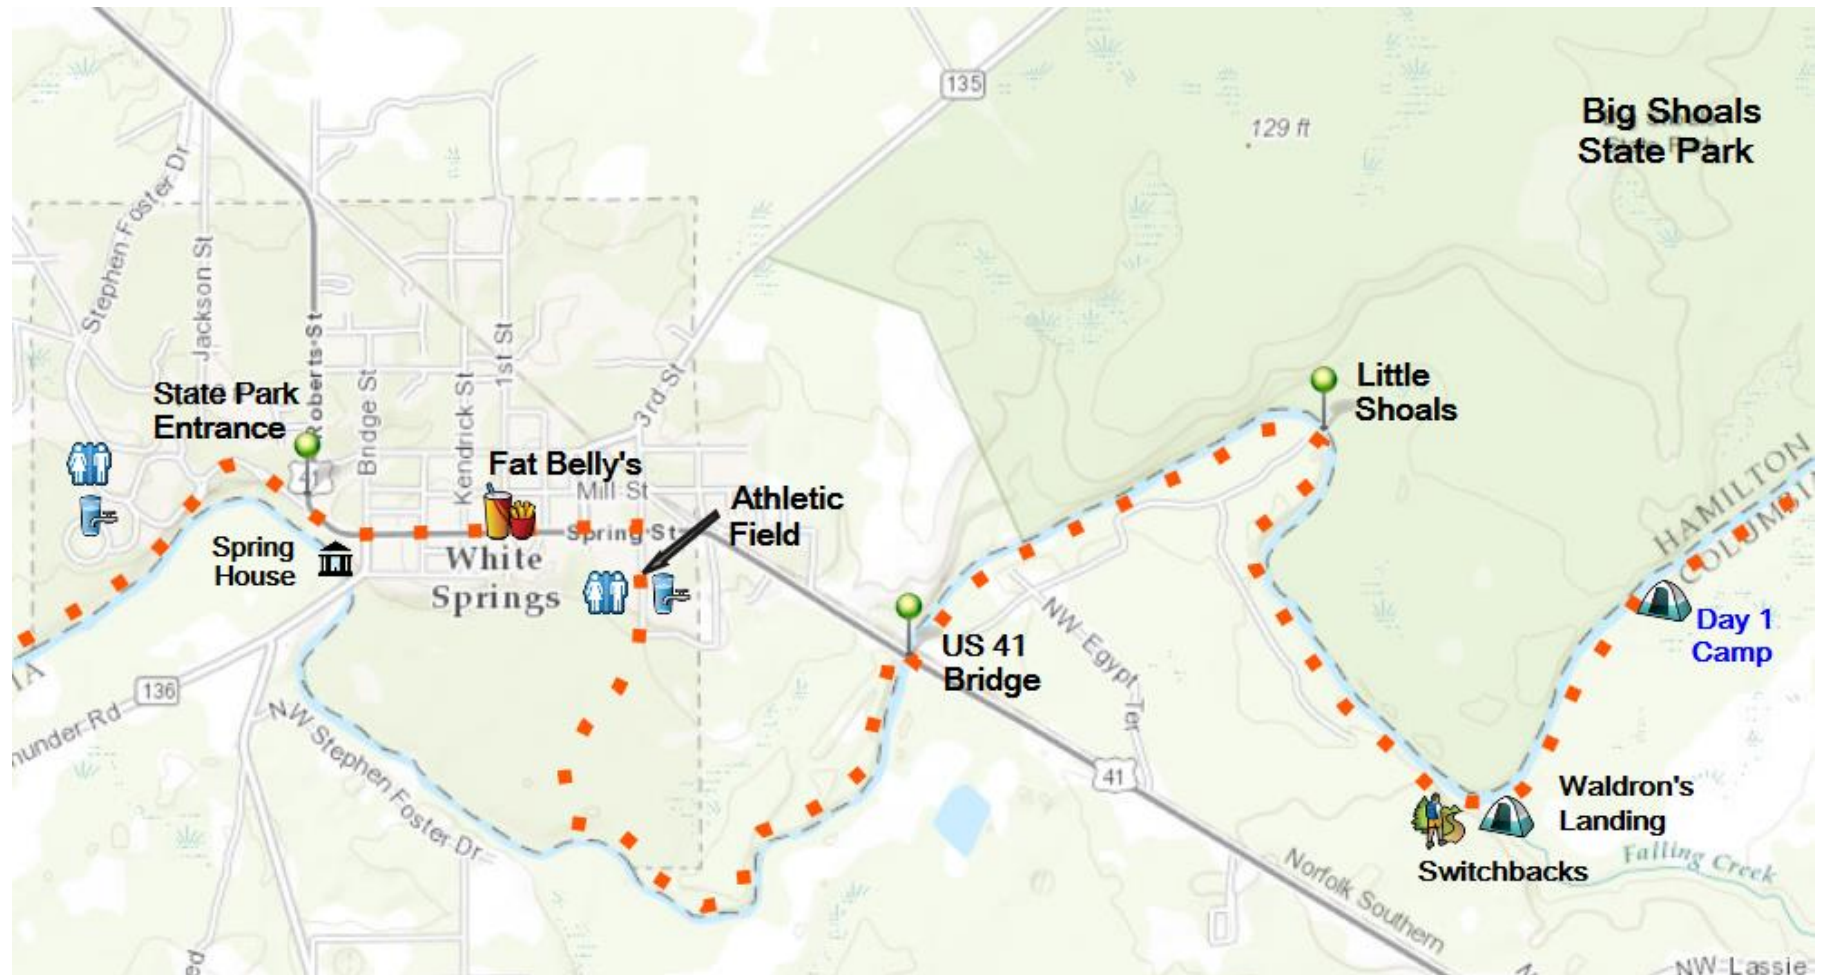 135
129 ft
Big Shoals
State Park
Stephen Foster Dr
Jackson St
Roberts St
Bridge St
Kendrick St
1st St
3rd St
State Park
Entrance
41
Fat Belly's
Mill St
Spring St
Athletic
Field
Little
Shoals
HAMILTON
Spring
House
White
Springs
US 41
Bridge
NW Egypt Ter
Day 1
Camp
136
NW Stephen Foster Dr
41
Waldron's
Landing
Switchbacks
Falling Creek
Norfolk Southern
NW Lassie